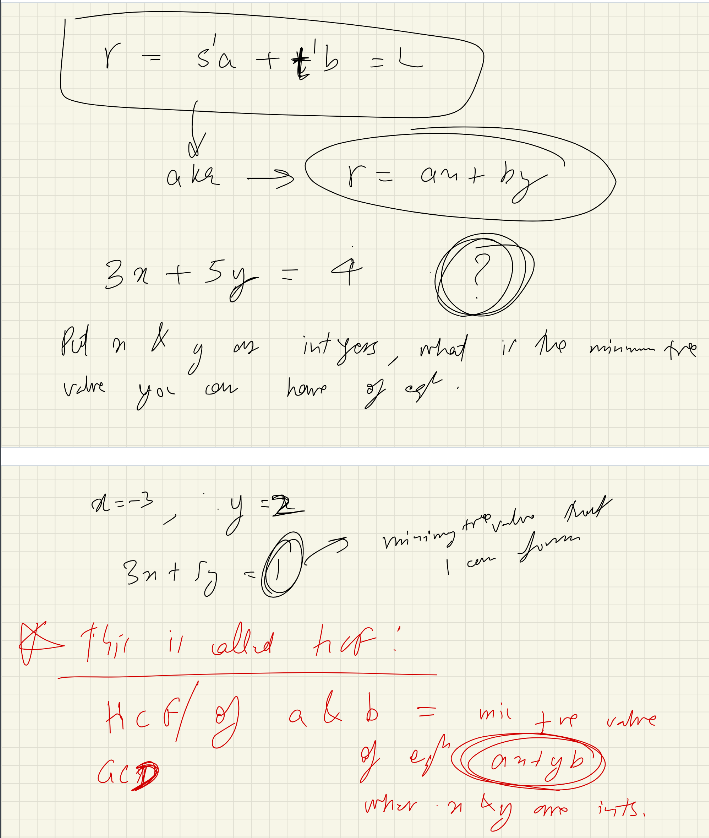 r = s'a + t'b = L
aka → r = ax + by
3x + 5y = 4 ?
Put x & y as integers, what is the minimum +ve
value you can have of eqn.
x = -3, y = 2
3x + 5y = 1 → minimum +ve value that
I can form
This is called HCF:
HCF/ of a & b = min +ve value
GCD of eqn ax + yb
where x & y are ints.